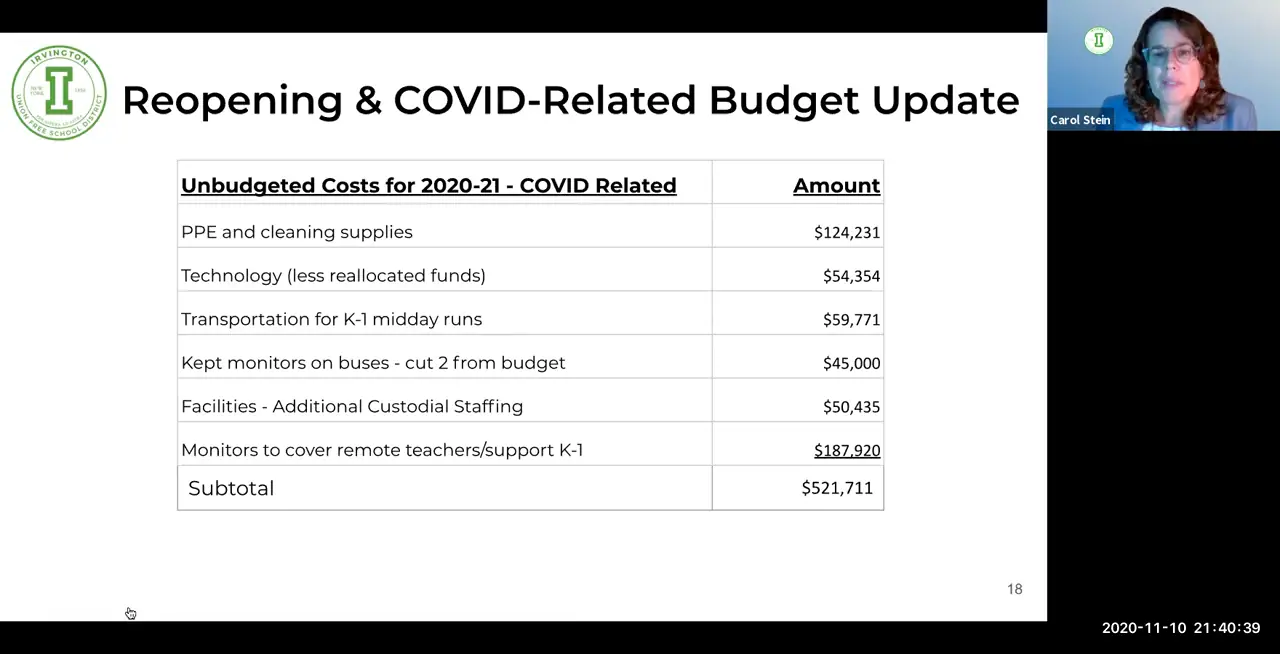 IRVINGTON
I
UNION FREE SCHOOL DISTRICT
Reopening & COVID-Related Budget Update
I
Carol Stein
Unbudgeted Costs for 2020-21 - COVID Related Amount
PPE and cleaning supplies $124,231
Technology (less reallocated funds) $54,354
Transportation for K-1 midday runs $59,771
Kept monitors on buses - cut 2 from budget $45,000
Facilities - Additional Custodial Staffing $50,435
Monitors to cover remote teachers/support K-1 $187,920
Subtotal $521,711
18
2020-11-10 21:40:39